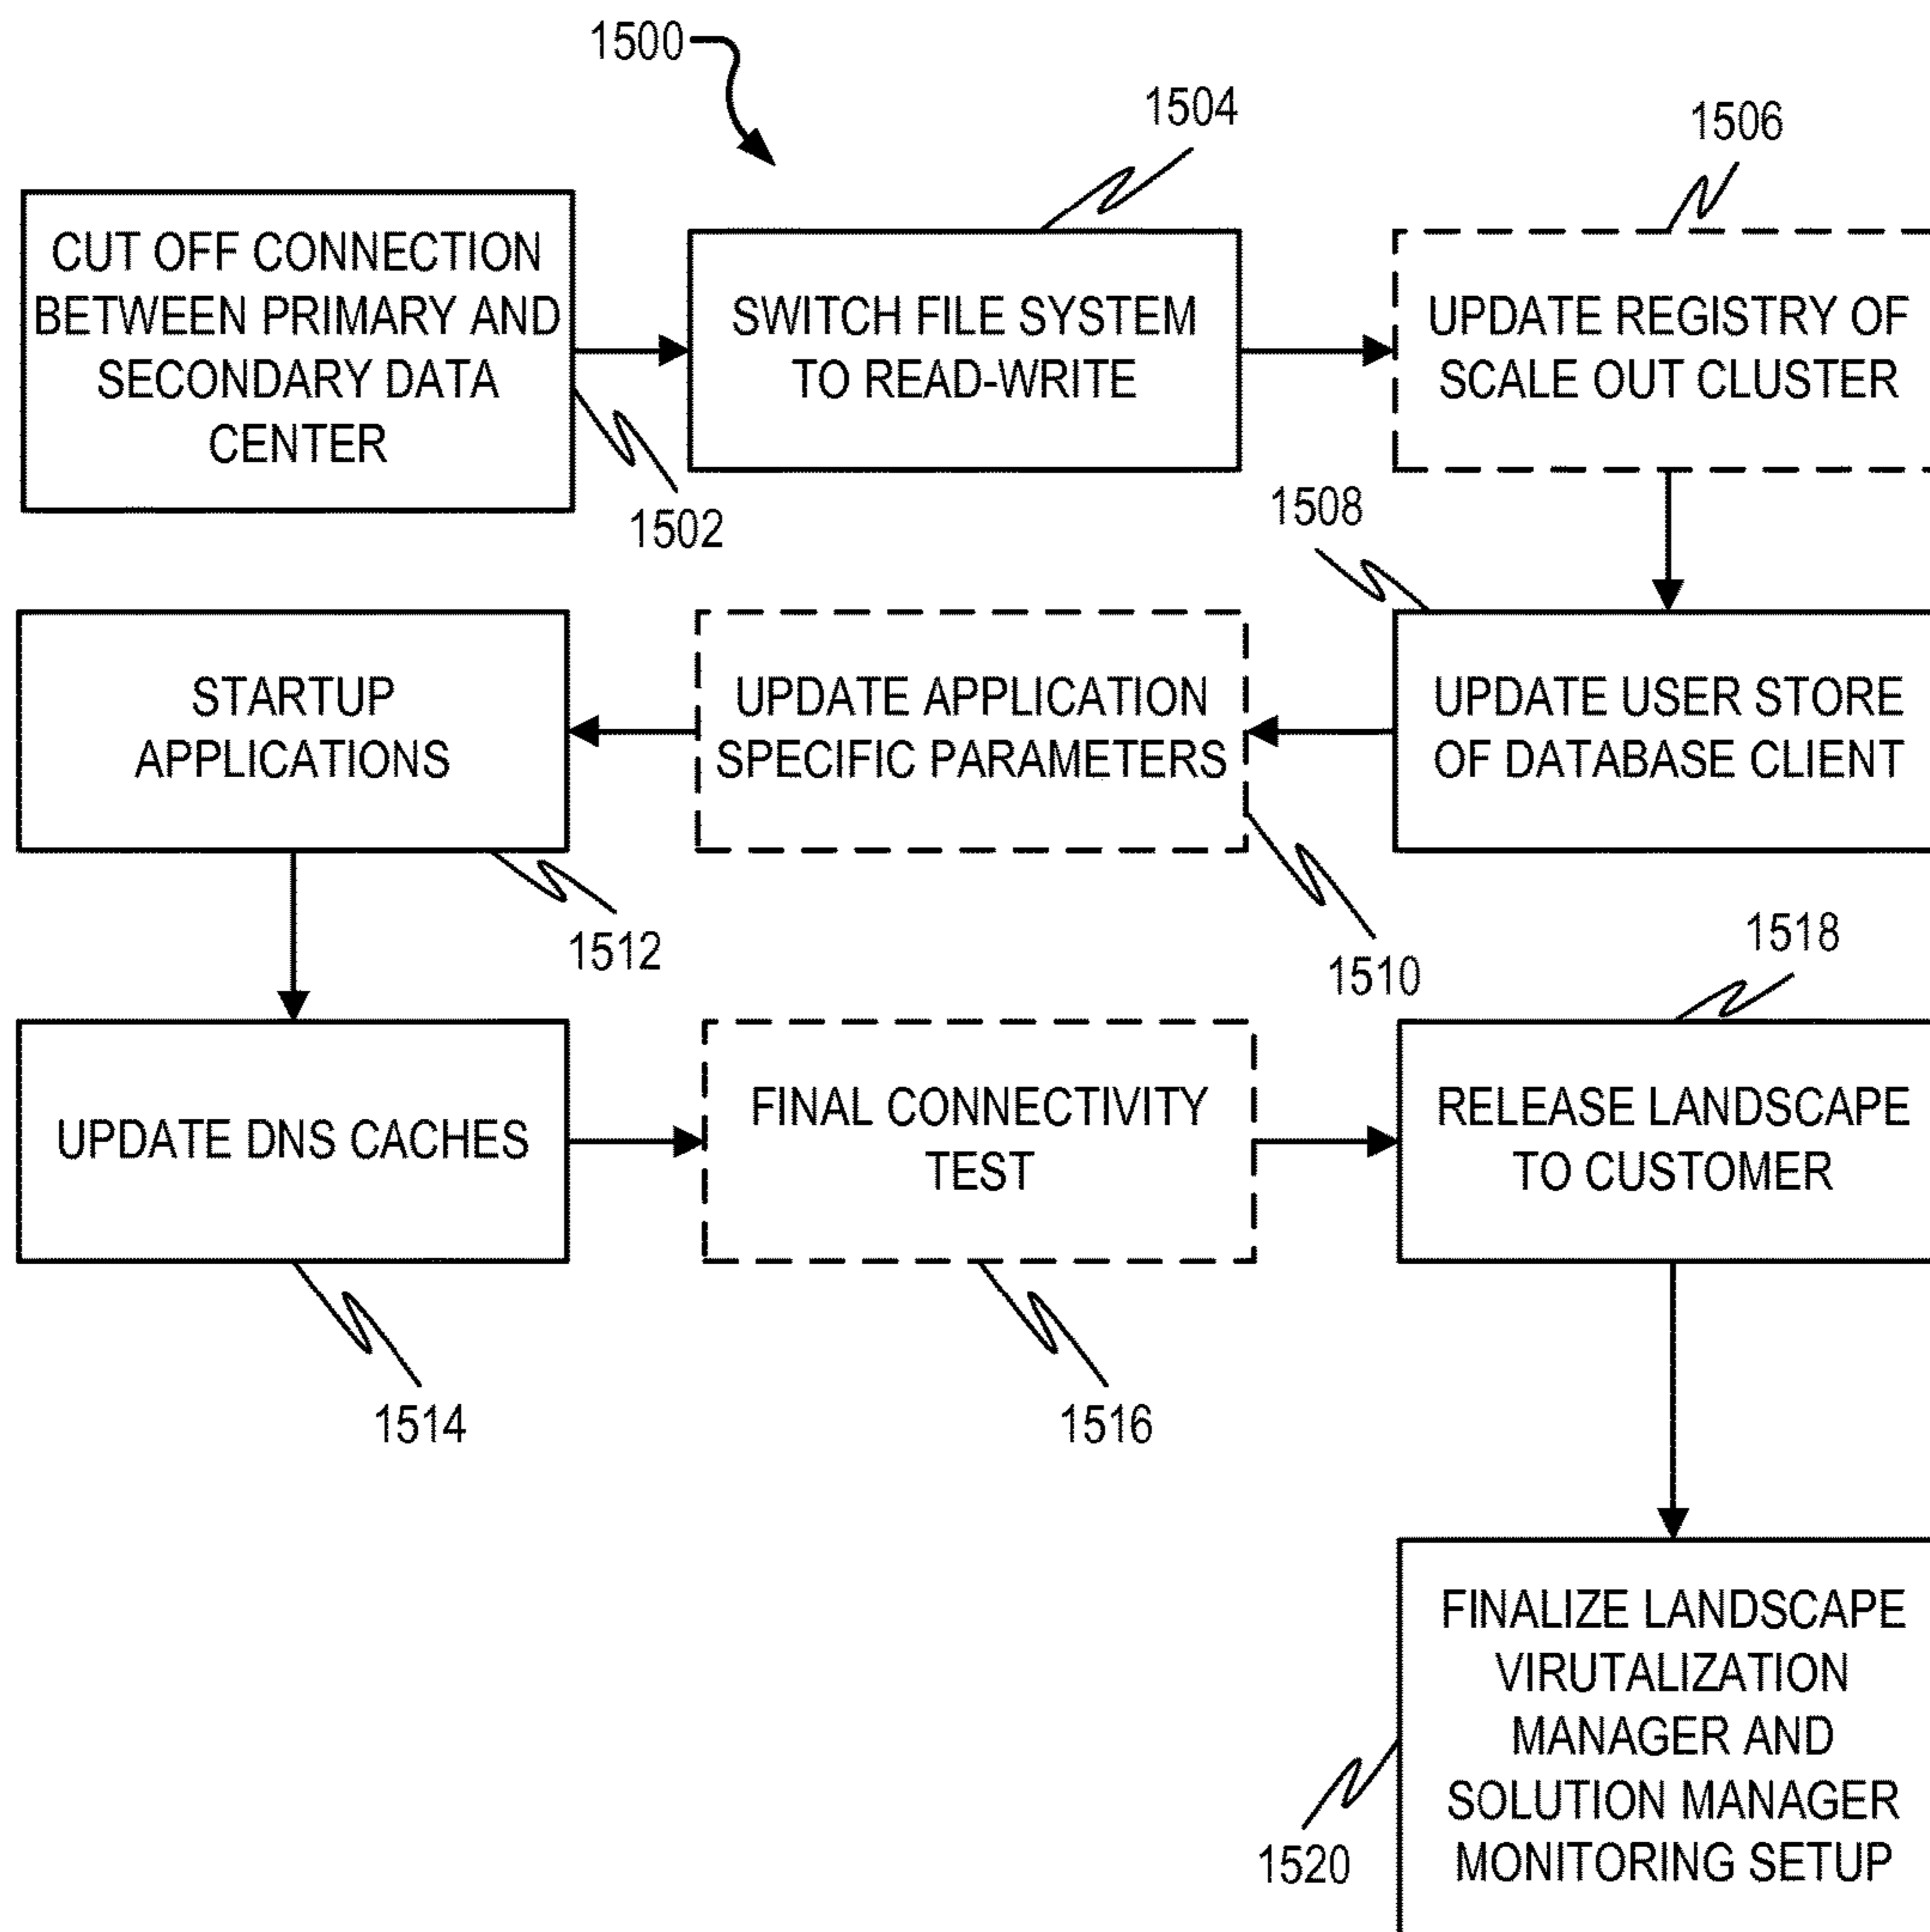 1500
1504
1506
CUT OFF CONNECTION
BETWEEN PRIMARY AND
SECONDARY DATA
CENTER
SWITCH FILE SYSTEM
TO READ-WRITE
UPDATE REGISTRY OF
SCALE OUT CLUSTER
1502
1508
STARTUP
APPLICATIONS
UPDATE APPLICATION
SPECIFIC PARAMETERS
UPDATE USER STORE
OF DATABASE CLIENT
1512
1510
1518
UPDATE DNS CACHES
FINAL CONNECTIVITY
TEST
RELEASE LANDSCAPE
TO CUSTOMER
1514
1516
FINALIZE LANDSCAPE
VIRUTALIZATION
MANAGER AND
SOLUTION MANAGER
MONITORING SETUP
1520